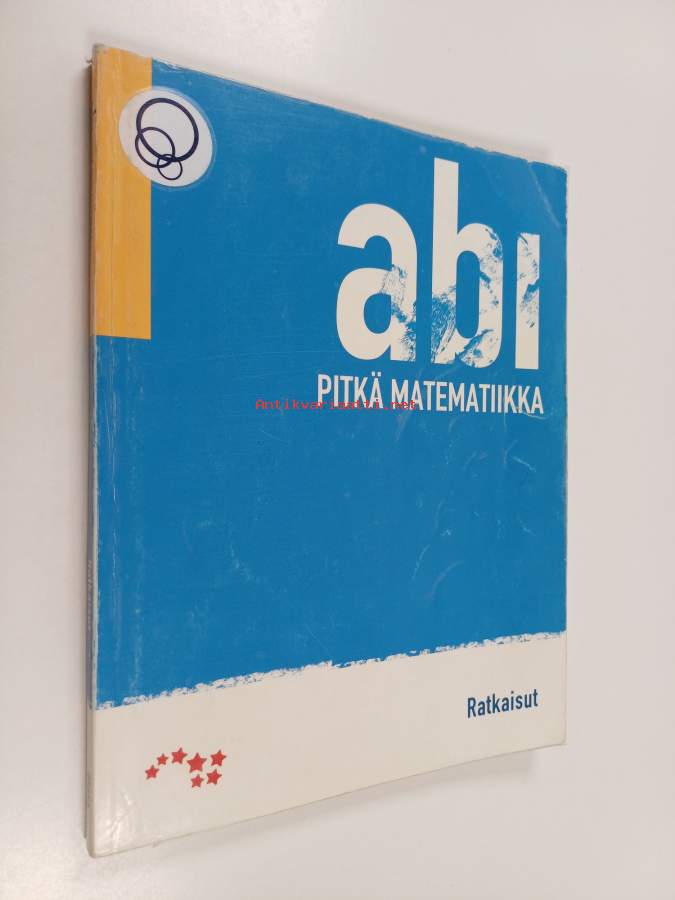 abi
PITKÄ MATEMATIIKKA
Antikvariaatti.net
Ratkaisut